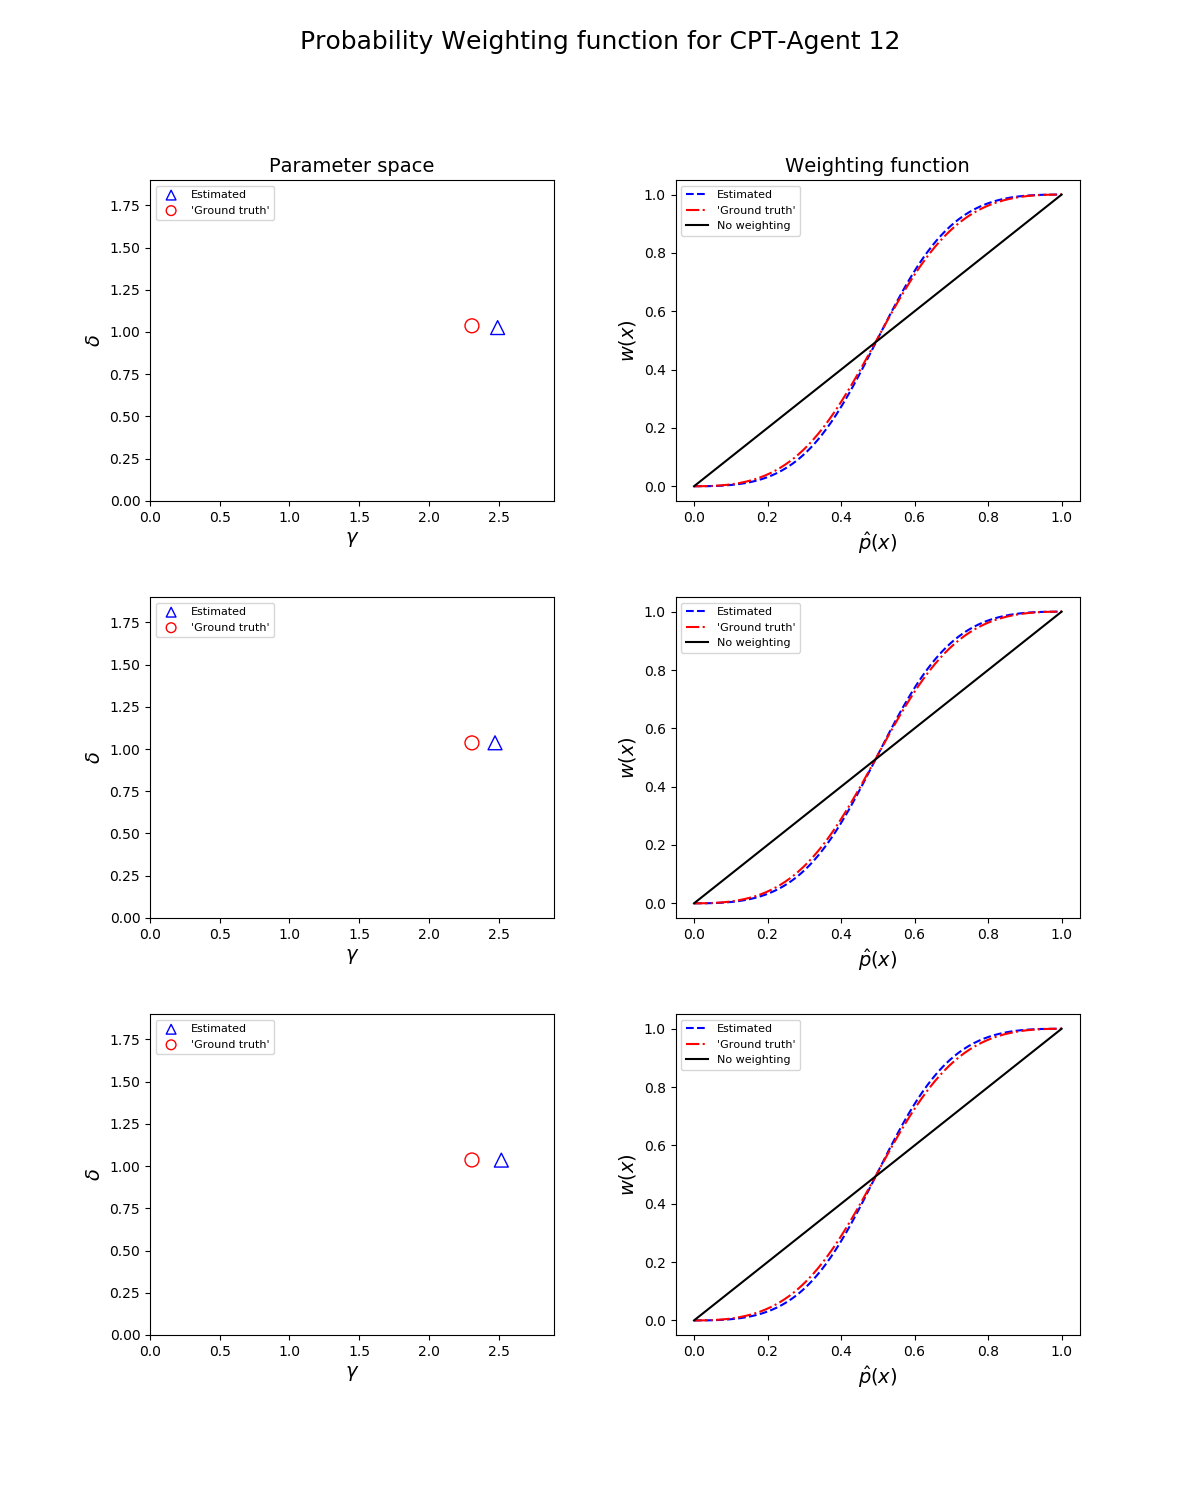 Probability Weighting function for CPT-Agent 12
Parameter space
Estimated
'Ground truth'
1.75
1.50
1.25
1.00
0.75
0.50
0.25
0.00
δ
0.0 0.5 1.0 1.5 2.0 2.5
γ
Weighting function
Estimated
'Ground truth'
No weighting
1.0
0.8
0.6
0.4
0.2
0.0
w(x)
0.0 0.2 0.4 0.6 0.8 1.0
p̂(x)
Estimated
'Ground truth'
1.75
1.50
1.25
1.00
0.75
0.50
0.25
0.00
δ
0.0 0.5 1.0 1.5 2.0 2.5
γ
Estimated
'Ground truth'
No weighting
1.0
0.8
0.6
0.4
0.2
0.0
w(x)
0.0 0.2 0.4 0.6 0.8 1.0
p̂(x)
Estimated
'Ground truth'
1.75
1.50
1.25
1.00
0.75
0.50
0.25
0.00
δ
0.0 0.5 1.0 1.5 2.0 2.5
γ
Estimated
'Ground truth'
No weighting
1.0
0.8
0.6
0.4
0.2
0.0
w(x)
0.0 0.2 0.4 0.6 0.8 1.0
p̂(x)